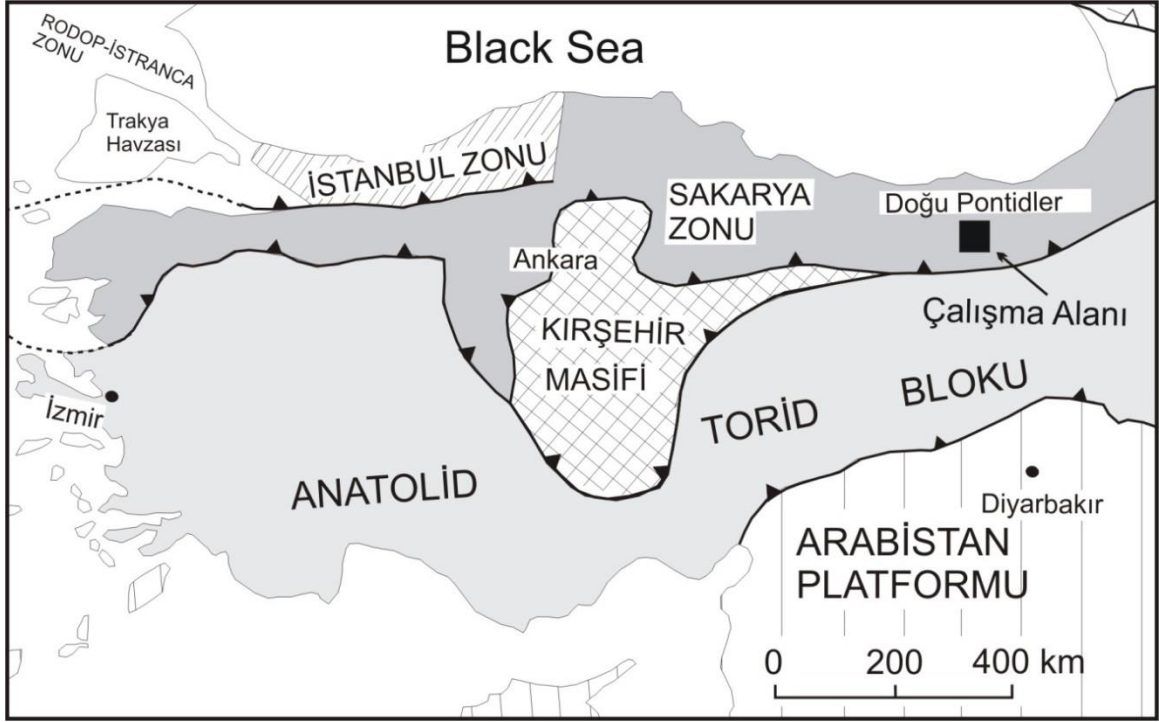 RODOP-İSTRANCA
ZONU
Black Sea
Trakya
Havzası
İSTANBUL ZONU
SAKARYA
ZONU
Doğu Pontidler
Ankara
Çalışma Alanı
KIRŞEHİR
MASİFİ
İzmir
ANATOLİD
TORİD
BLOKU
Diyarbakır
ARABİSTAN
PLATFORMU
0 200 400 km